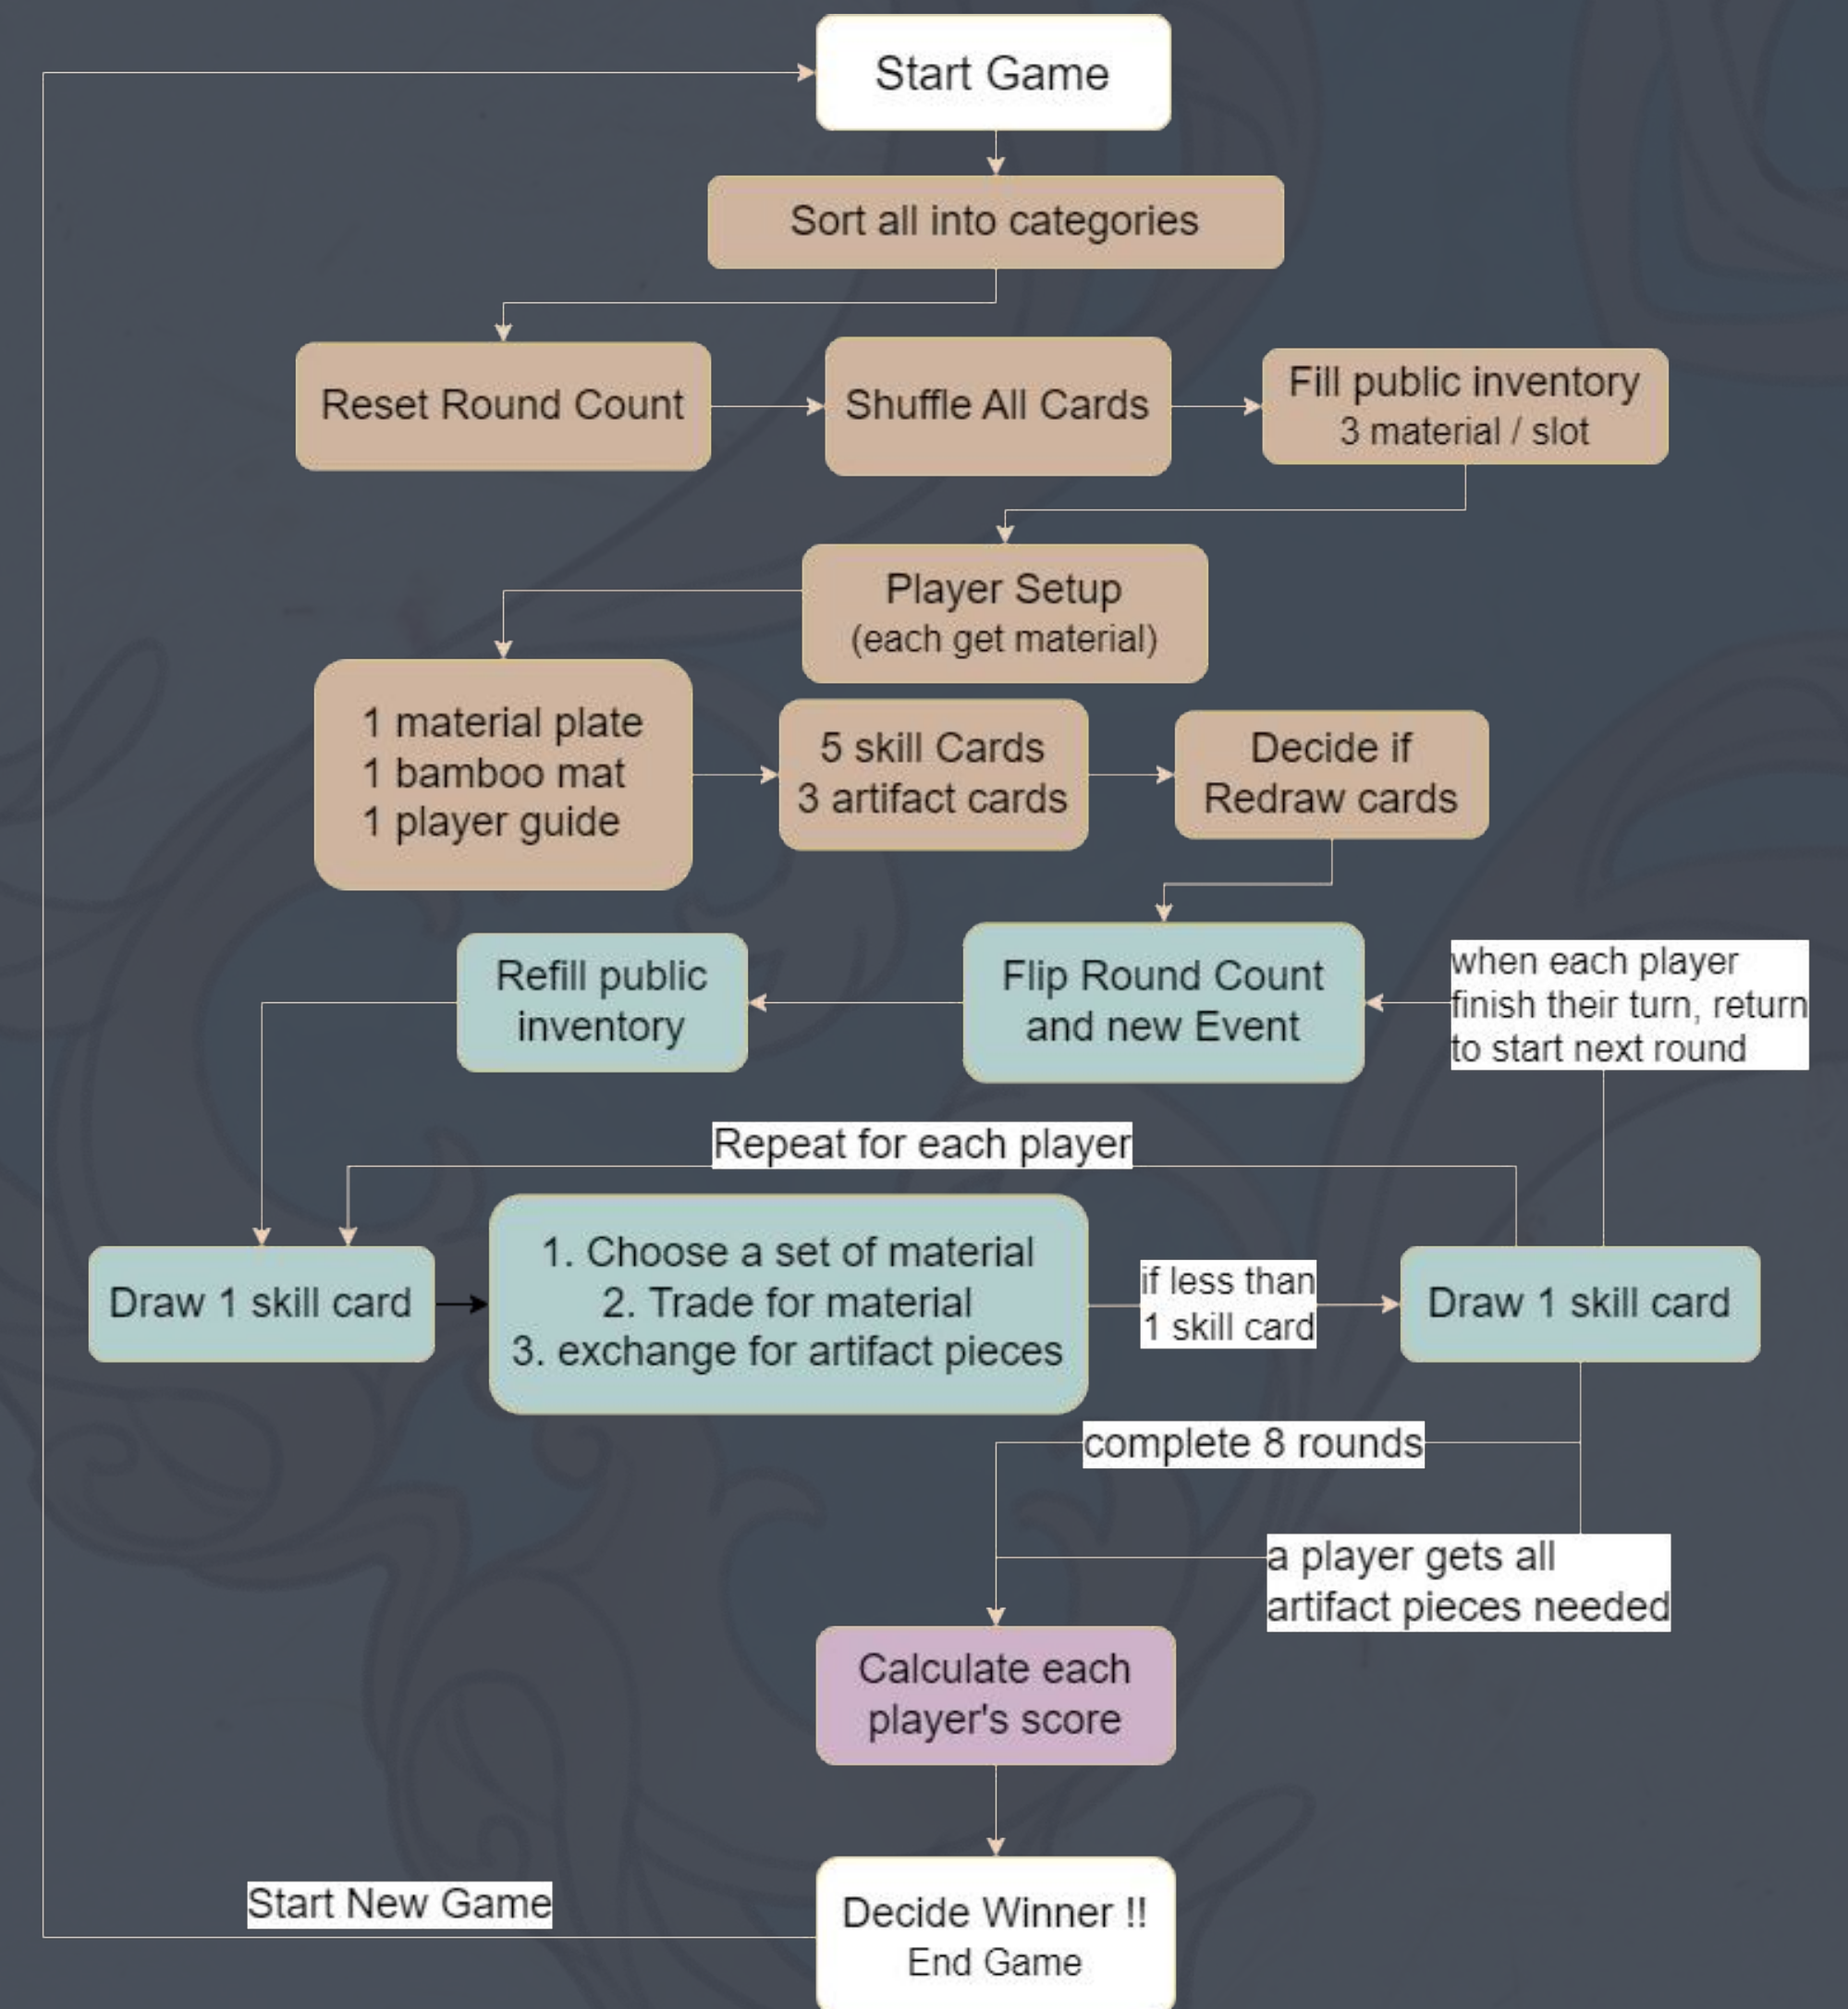 Start Game
Sort all into categories
Reset Round Count
Shuffle All Cards
Fill public inventory
3 material / slot
Player Setup
(each get material)
1 material plate
1 bamboo mat
1 player guide
5 skill Cards
3 artifact cards
Decide if
Redraw cards
Refill public
inventory
Flip Round Count
and new Event
when each player
finish their turn, return
to start next round
Repeat for each player
Draw 1 skill card
1. Choose a set of material
2. Trade for material
3. exchange for artifact pieces
if less than
1 skill card
Draw 1 skill card
complete 8 rounds
a player gets all
artifact pieces needed
Calculate each
player's score
Start New Game
Decide Winner !!
End Game